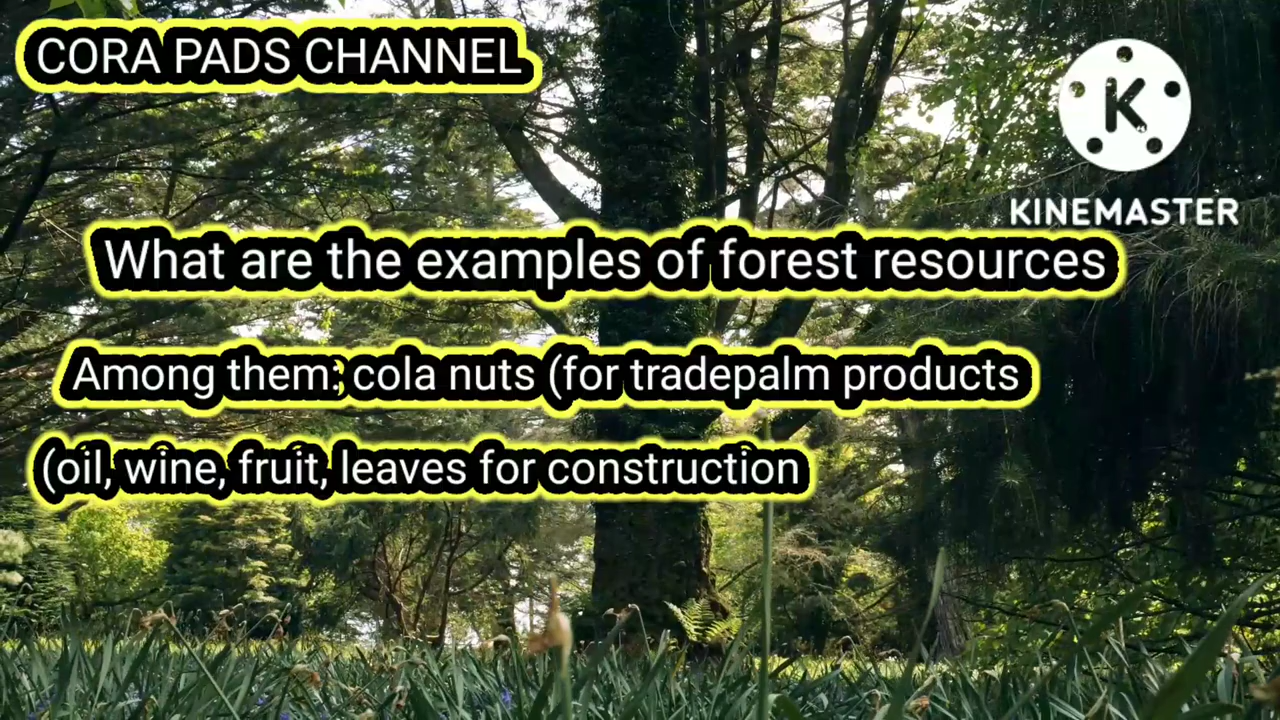 CORA PADS CHANNEL
K
KINEMASTER
What are the examples of forest resources
Among them: cola nuts (for tradepalm products
(oil, wine, fruit, leaves for construction